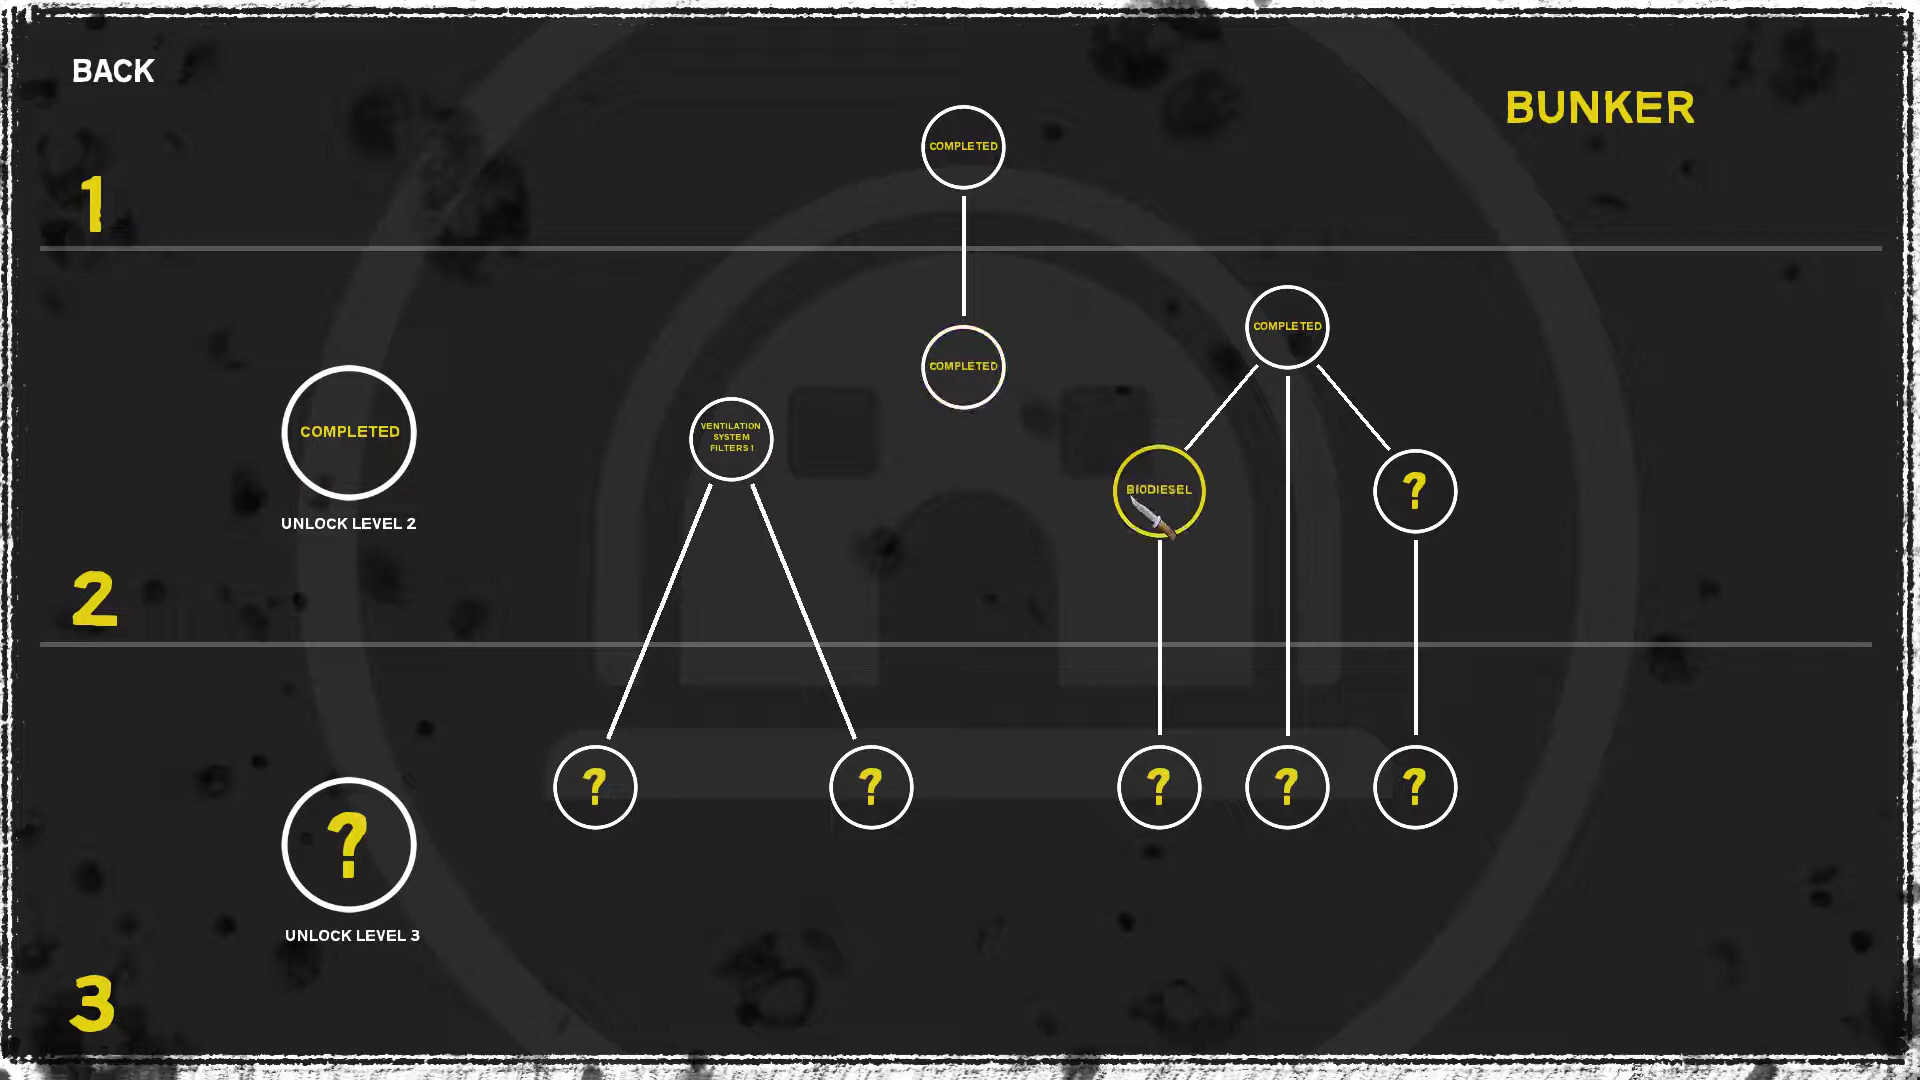 BACK
BUNKER
COMPLETED
1
COMPLETED
COMPLETED
COMPLETED
UNLOCK LEVEL 2
VENTILATION
SYSTEM
FILTERS I
BIODIESEL
?
2
?
?
?
?
?
?
UNLOCK LEVEL 3
3